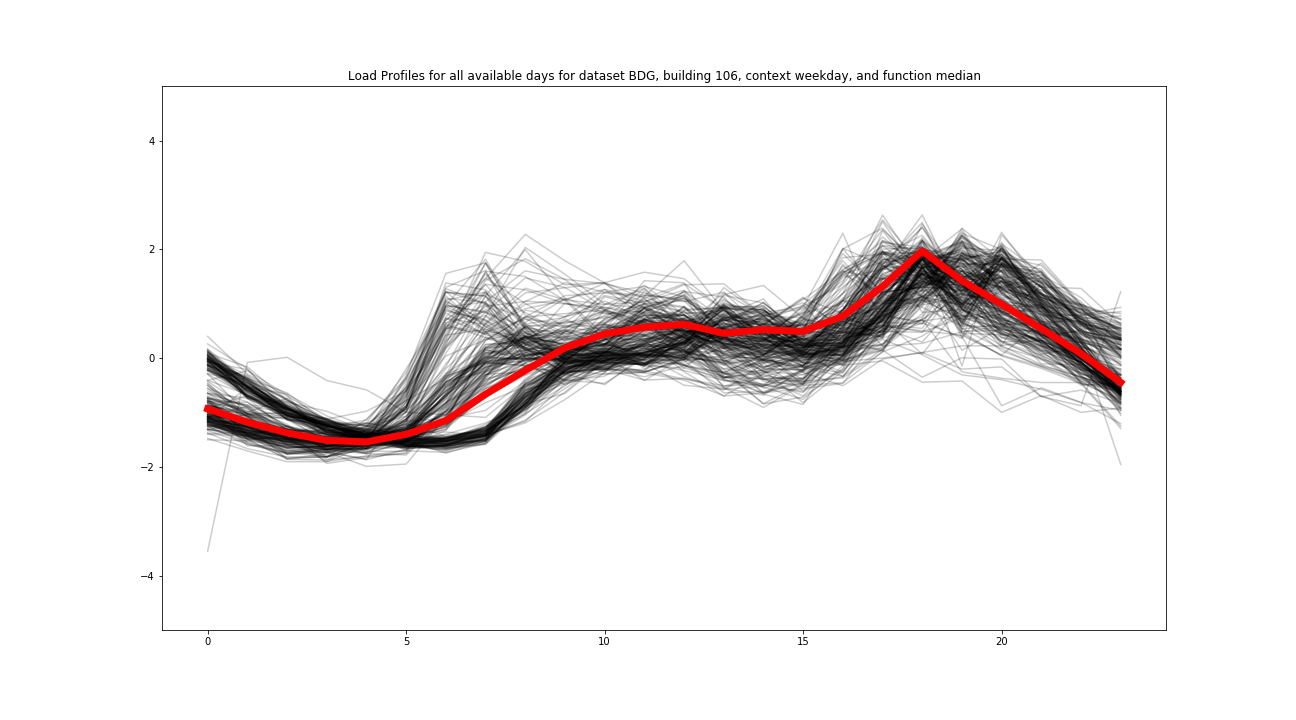 Load Profiles for all available days for dataset BDG, building 106, context weekday, and function median
4
2
0
−2
−4
0 5 10 15 20